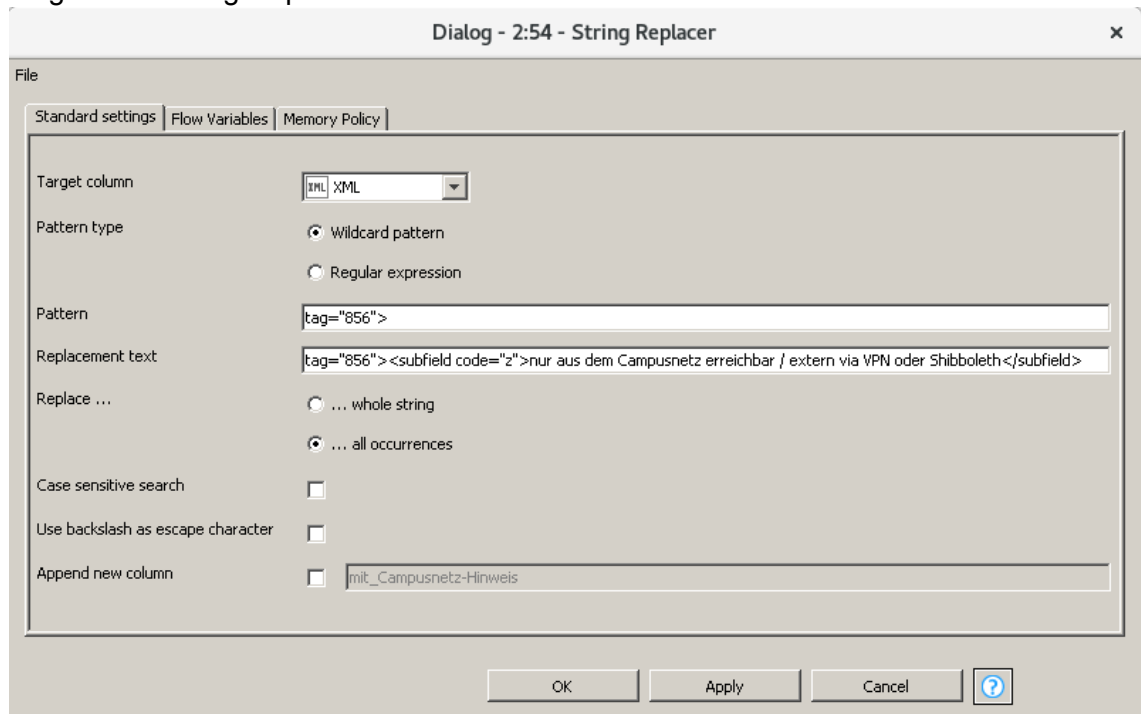 Dialog - 2:54 - String Replacer
File
Standard settings Flow Variables Memory Policy
Target column XML XML
Pattern type Wildcard pattern
Regular expression
Pattern tag="856">
Replacement text tag="856"><subfield code="z">nur aus dem Campusnetz erreichbar / extern via VPN oder Shibboleth</subfield>
Replace ... ... whole string
... all occurrences
Case sensitive search
Use backslash as escape character
Append new column mit_Campusnetz-Hinweis
OK Apply Cancel ?